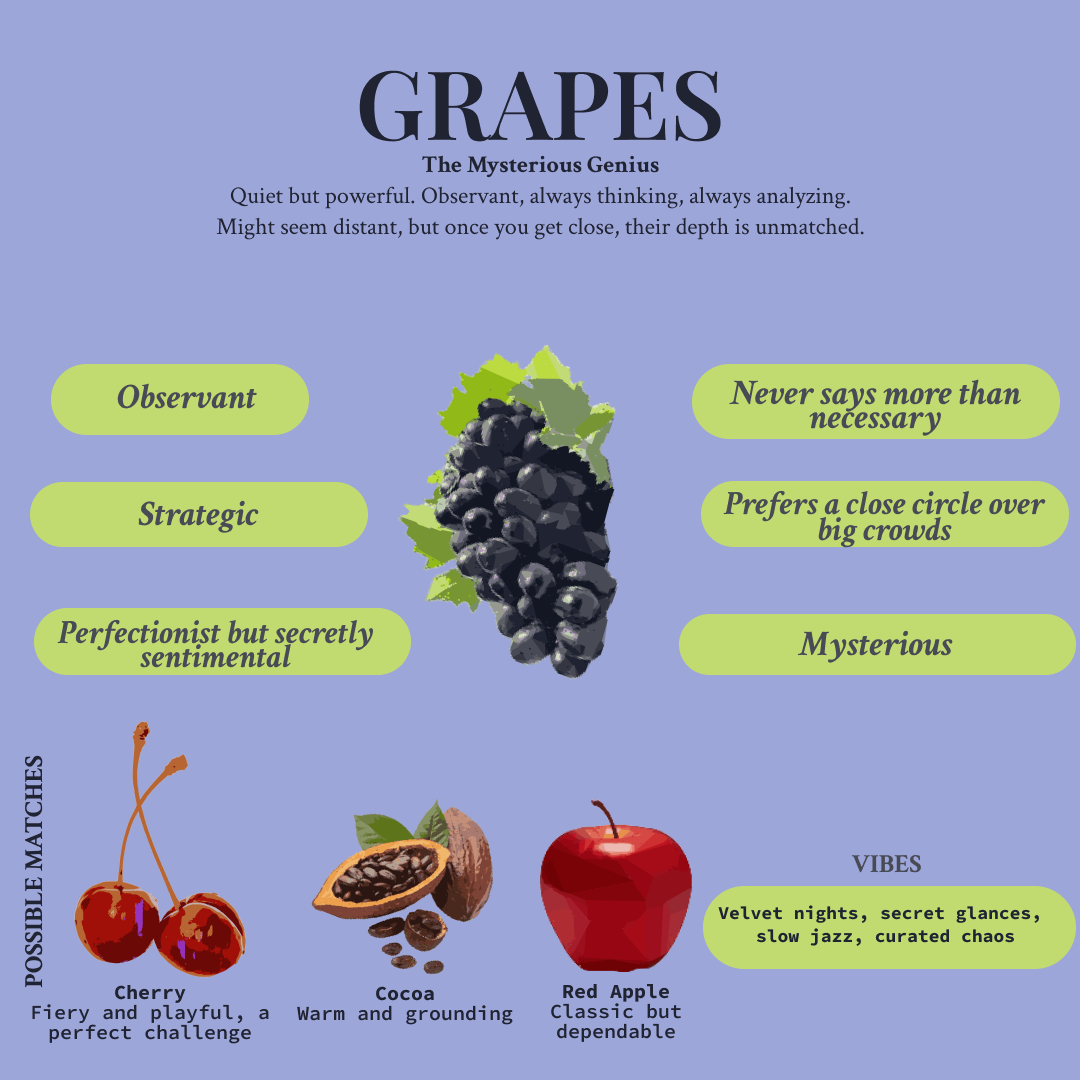 GRAPES
The Mysterious Genius
Quiet but powerful. Observant, always thinking, always analyzing.
Might seem distant, but once you get close, their depth is unmatched.
Observant
Strategic
Perfectionist but secretly
sentimental
Never says more than
necessary
Prefers a close circle over
big crowds
Mysterious
POSSIBLE MATCHES
Cherry
Fiery and playful, a
perfect challenge
Cocoa
Warm and grounding
Red Apple
Classic but
dependable
VIBES
Velvet nights, secret glances,
slow jazz, curated chaos